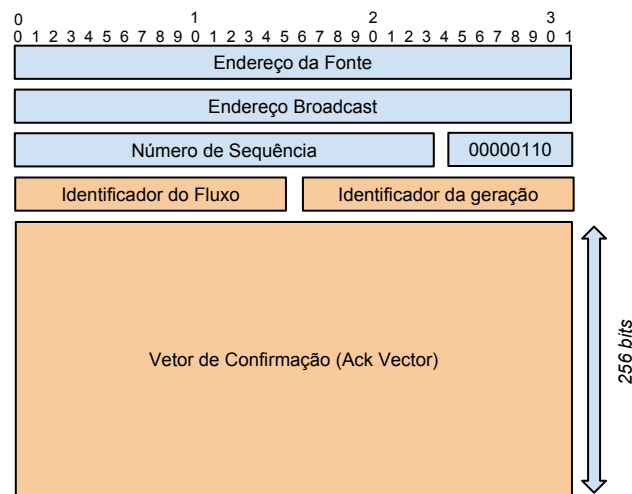 0 1 2 3
0 1 2 3 4 5 6 7 8 9 0 1 2 3 4 5 6 7 8 9 0 1 2 3 4 5 6 7 8 9 0 1
Endereço da Fonte
Endereço Broadcast
Número de Sequência 00000110
Identificador do Fluxo Identificador da geração
Vetor de Confirmação (Ack Vector)
256 bits